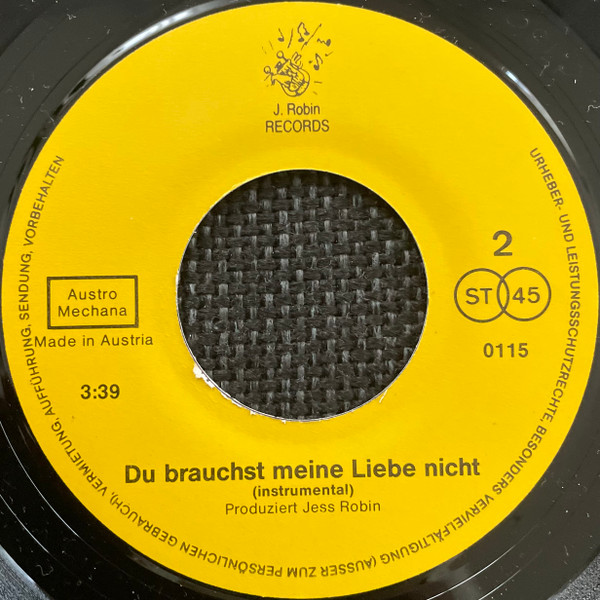 J. Robin
RECORDS
2
ST 45
0115
Austro
Mechana
Made in Austria
3:39
Du brauchst meine Liebe nicht
(instrumental)
Produziert Jess Robin
URHEBER- UND LEISTUNGSSCHUTZRECHTE, BESONDERS VERVIELFÄLTIGUNG (AUSSER ZUM PERSÖNLICHEN GEBRAUCH), VERMIETUNG, AUFFÜHRUNG, SENDUNG, VORBEHALTEN